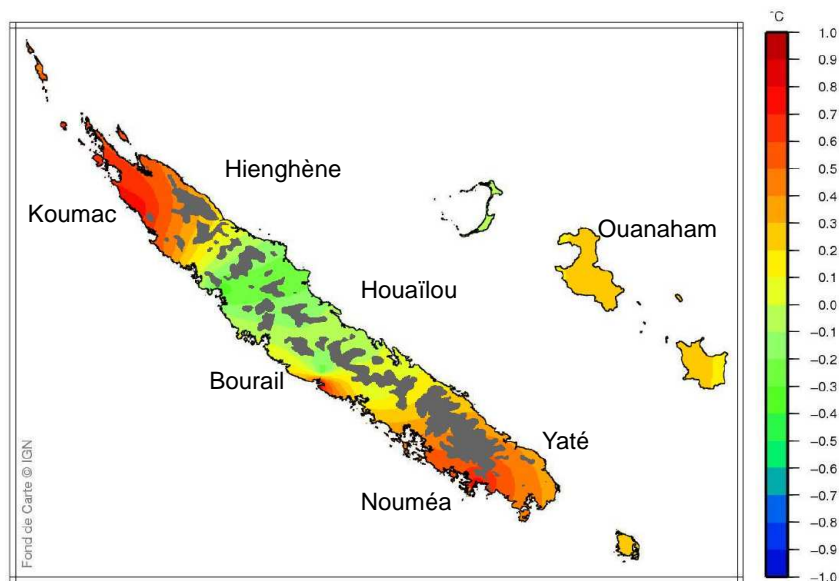 °C
Hienghène
Koumac
Ouanaham
Houaïlou
Bourail
Yaté
Nouméa
Fond de Carte © IGN
1.0
0.9
0.8
0.7
0.6
0.5
0.4
0.3
0.2
0.1
0.0
−0.1
−0.2
−0.3
−0.4
−0.5
−0.6
−0.7
−0.8
−0.9
−1.0